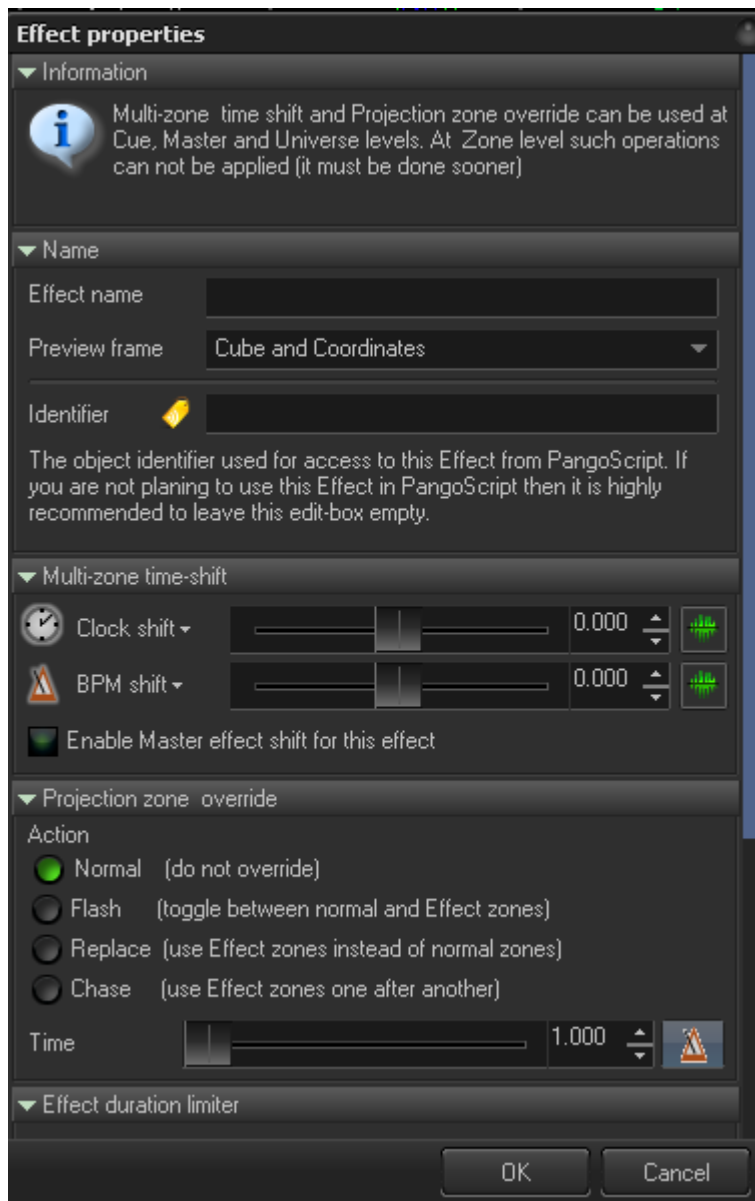 Effect properties
Information
Multi-zone time shift and Projection zone override can be used at
Cue, Master and Universe levels. At Zone level such operations
can not be applied (it must be done sooner)
Name
Effect name
Preview frame Cube and Coordinates
Identifier
The object identifier used for access to this Effect from PangoScript. If
you are not planing to use this Effect in PangoScript then it is highly
recommended to leave this edit-box empty.
Multi-zone time-shift
Clock shift 0.000
BPM shift 0.000
Enable Master effect shift for this effect
Projection zone override
Action
Normal (do not override)
Flash (toggle between normal and Effect zones)
Replace (use Effect zones instead of normal zones)
Chase (use Effect zones one after another)
Time 1.000
Effect duration limiter
OK Cancel